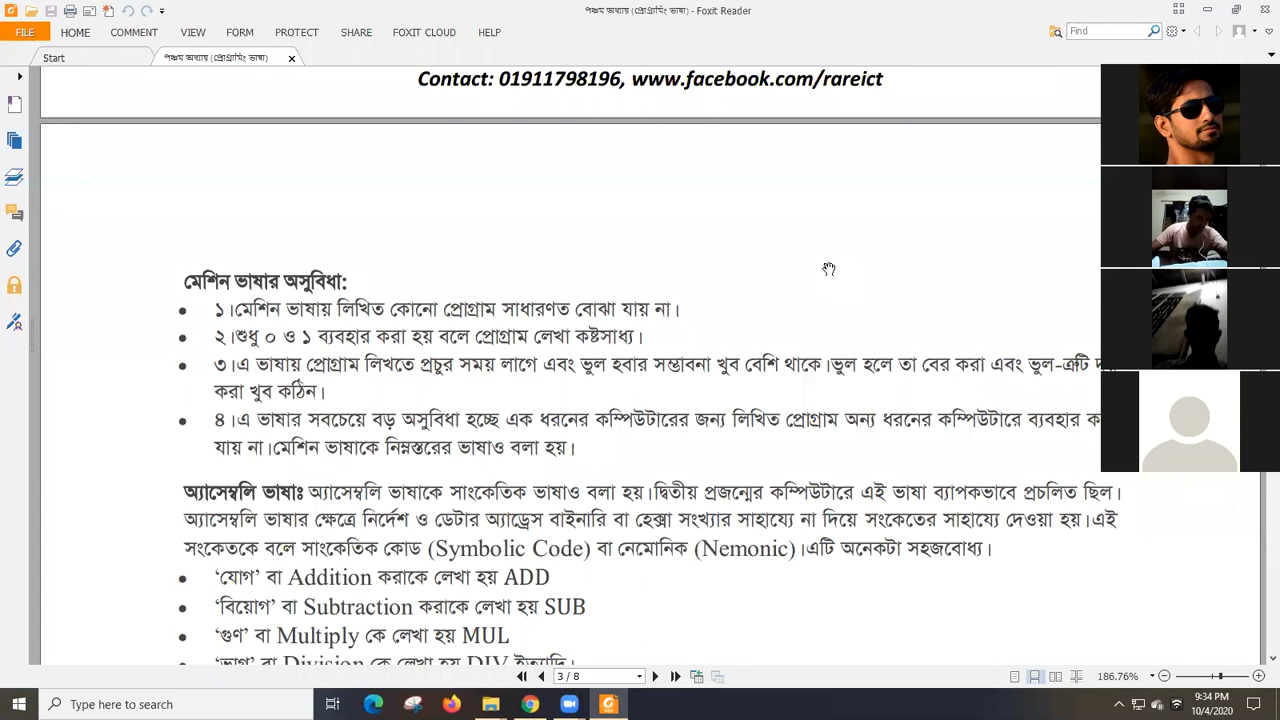 পঞ্চম অধ্যায় (প্রোগ্রামিং ভাষা) - Foxit Reader
FILE HOME COMMENT VIEW FORM PROTECT SHARE FOXIT CLOUD HELP
Find
Start
পঞ্চম অধ্যায় (প্রোগ্রামিং ভাষা)
Contact: 01911798196, www.facebook.com/rareict
মেশিন ভাষার অসুবিধা:
১।মেশিন ভাষায় লিখিত কোনো প্রোগ্রাম সাধারণত বোঝা যায় না।
২।শুধু ০ ও ১ ব্যবহার করা হয় বলে প্রোগ্রাম লেখা কষ্টসাধ্য।
৩।এ ভাষায় প্রোগ্রাম লিখতে প্রচুর সময় লাগে এবং ভুল হবার সম্ভাবনা খুব বেশি থাকে।ভুল হলে তা বের করা এবং ভুল-ত্রুটি
করা খুব কঠিন।
৪।এ ভাষার সবচেয়ে বড় অসুবিধা হচ্ছে এক ধরনের কম্পিউটারের জন্য লিখিত প্রোগ্রাম অন্য ধরনের কম্পিউটারে ব্যবহার
যায় না।মেশিন ভাষাকে নিম্নস্তরের ভাষাও বলা হয়।
অ্যাসেম্বলি ভাষাঃ অ্যাসেম্বলি ভাষাকে সাংকেতিক ভাষাও বলা হয়।দ্বিতীয় প্রজন্মের কম্পিউটারে এই ভাষা ব্যাপকভাবে প্রচলিত ছিল।
অ্যাসেম্বলি ভাষার ক্ষেত্রে নির্দেশ ও ডেটার অ্যাড্রেস বাইনারি বা হেক্সা সংখ্যার সাহায্যে না দিয়ে সংকেতের সাহায্যে দেওয়া হয়।এই
সংকেতকে বলে সাংকেতিক কোড (Symbolic Code) বা নেমোনিক (Nemonic)।এটি অনেকটা সহজবোধ্য।
‘যোগ’ বা Addition করাকে লেখা হয় ADD
‘বিয়োগ’ বা Subtraction করাকে লেখা হয় SUB
‘গুণ’ বা Multiply কে লেখা হয় MUL
‘ভাগ’ বা Division কে লেখা হয় DIV ইত্যাদি।
3 / 8
186.76%
Type here to search
9:34 PM
10/4/2020